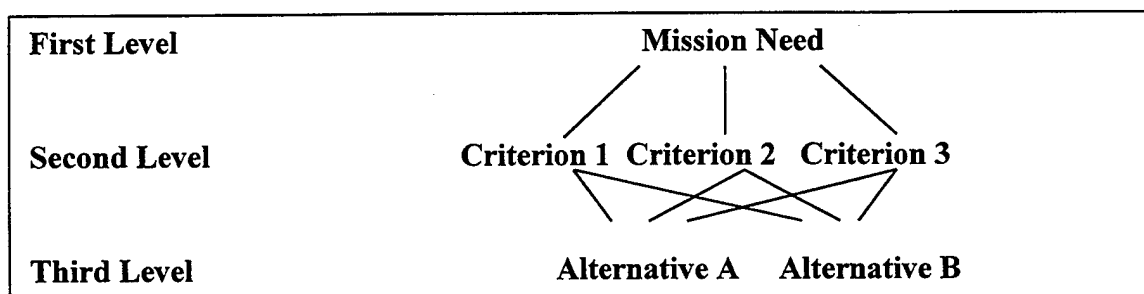 First Level Mission Need
Second Level Criterion 1 Criterion 2 Criterion 3
Third Level Alternative A Alternative B